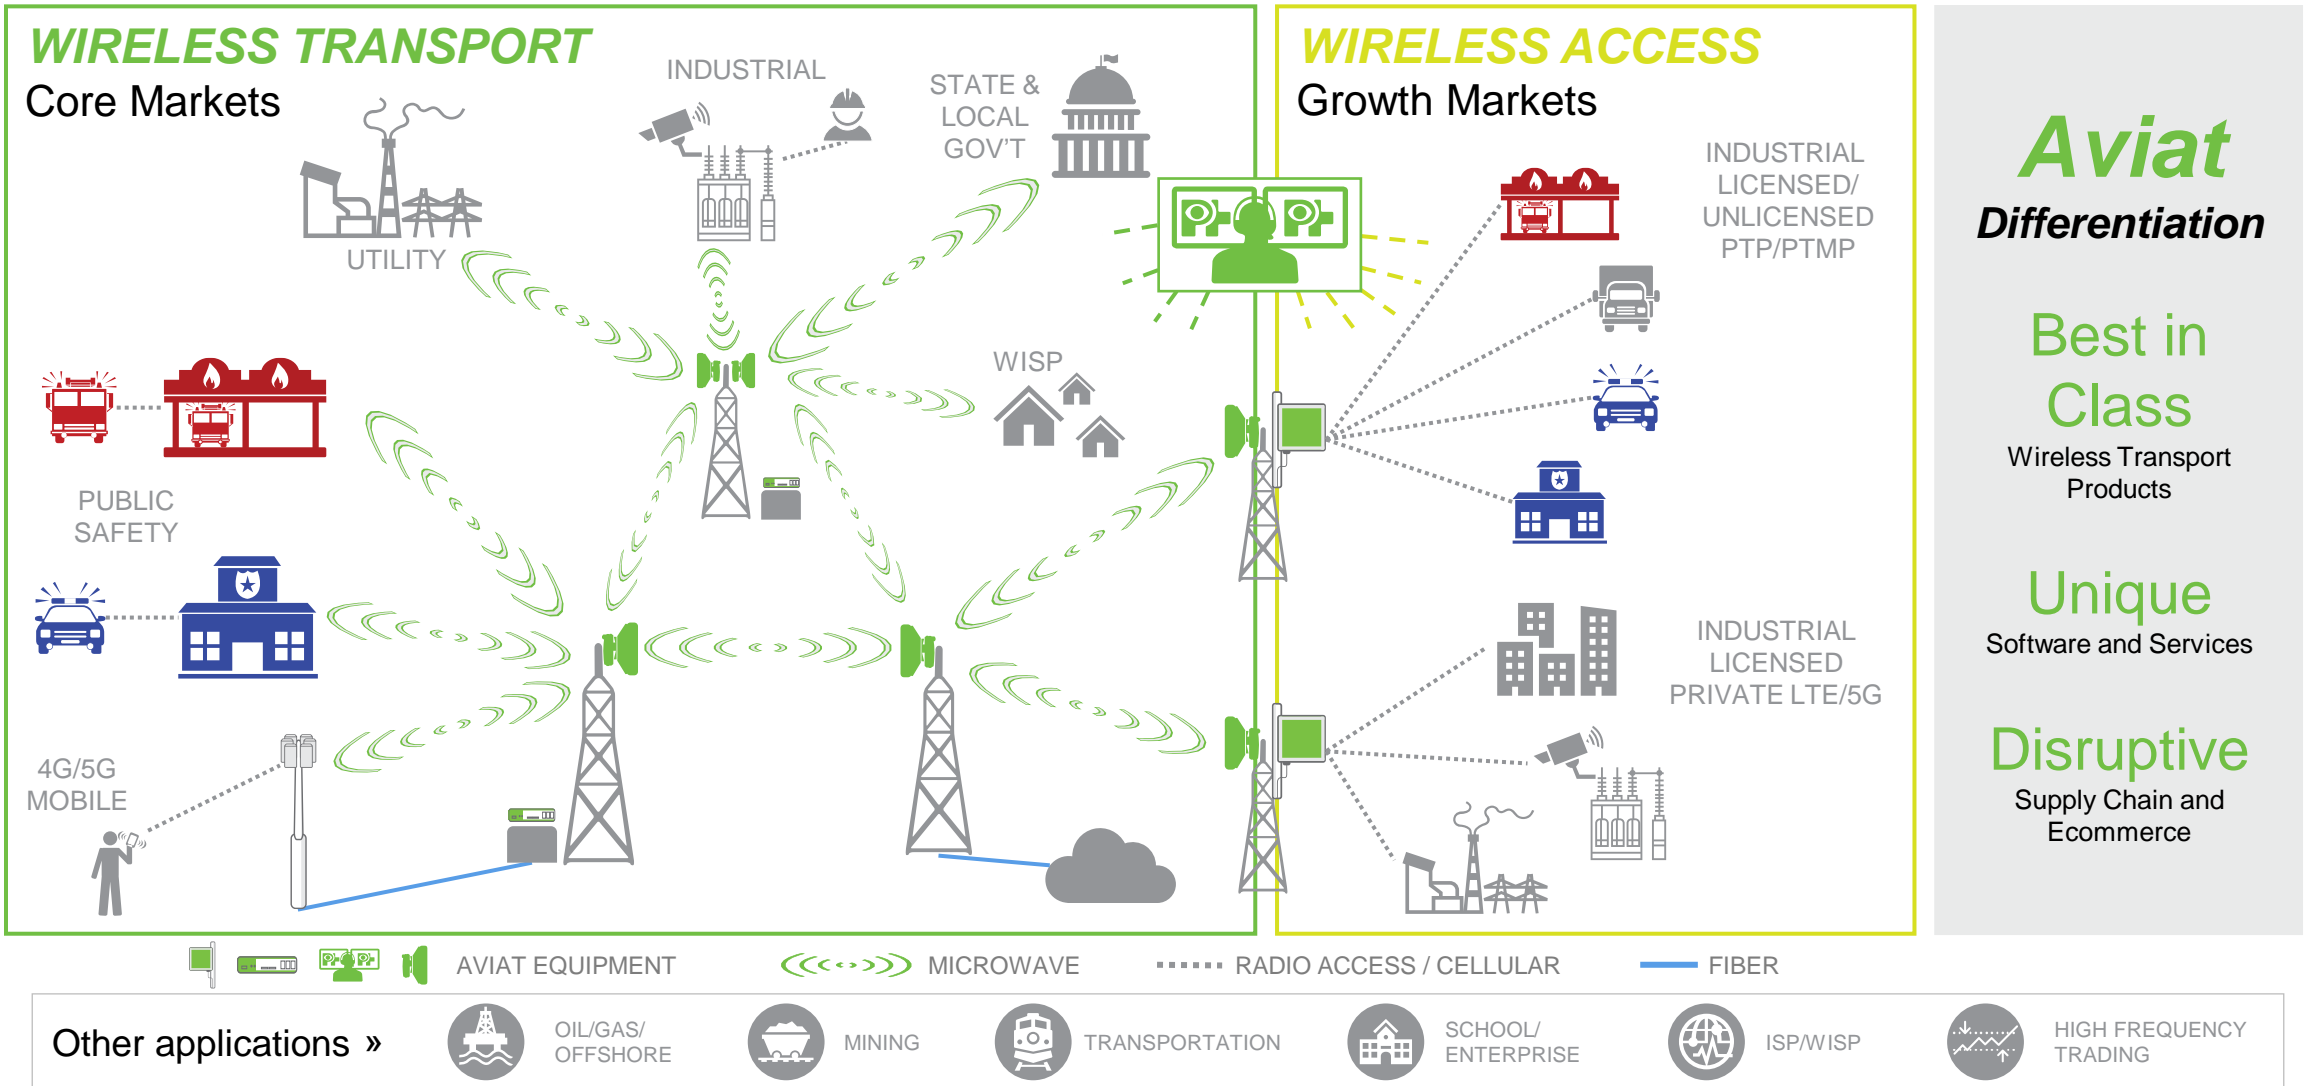 WIRELESS TRANSPORT
Core Markets
INDUSTRIAL
STATE &
LOCAL
GOV'T
UTILITY
WISP
PUBLIC
SAFETY
4G/5G
MOBILE
WIRELESS ACCESS
Growth Markets
INDUSTRIAL
LICENSED/
UNLICENSED
PTP/PTMP
INDUSTRIAL
LICENSED
PRIVATE LTE/5G
Aviat
Differentiation
Best in
Class
Wireless Transport
Products
Unique
Software and Services
Disruptive
Supply Chain and
Ecommerce
AVIAT EQUIPMENT
MICROWAVE
RADIO ACCESS / CELLULAR
FIBER
Other applications »
OIL/GAS/
OFFSHORE
MINING
TRANSPORTATION
SCHOOL/
ENTERPRISE
ISP/WISP
HIGH FREQUENCY
TRADING